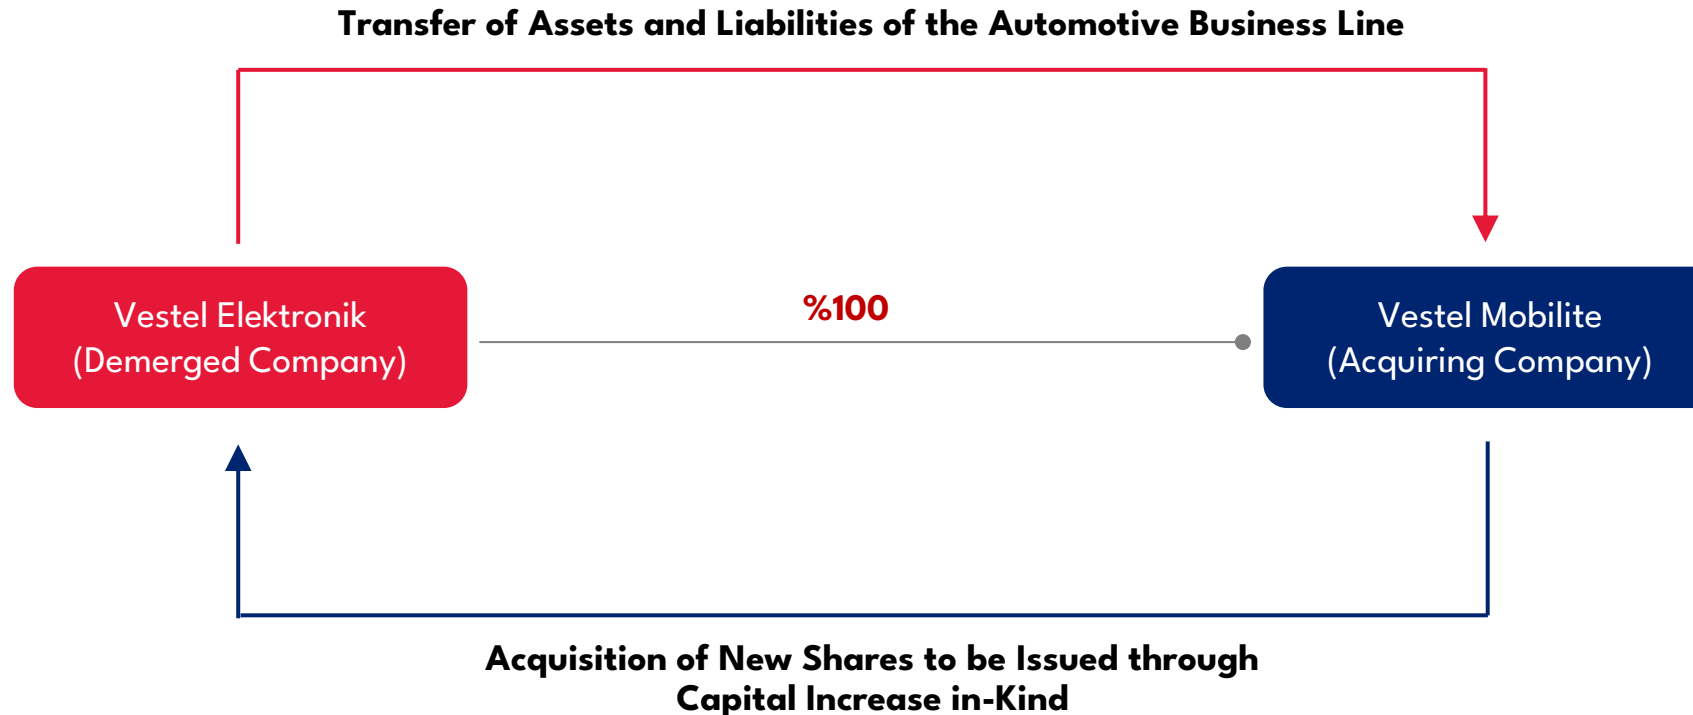 Transfer of Assets and Liabilities of the Automotive Business Line
Vestel Elektronik
(Demerged Company)
%100
Vestel Mobilite
(Acquiring Company)
Acquisition of New Shares to be Issued through
Capital Increase in-Kind